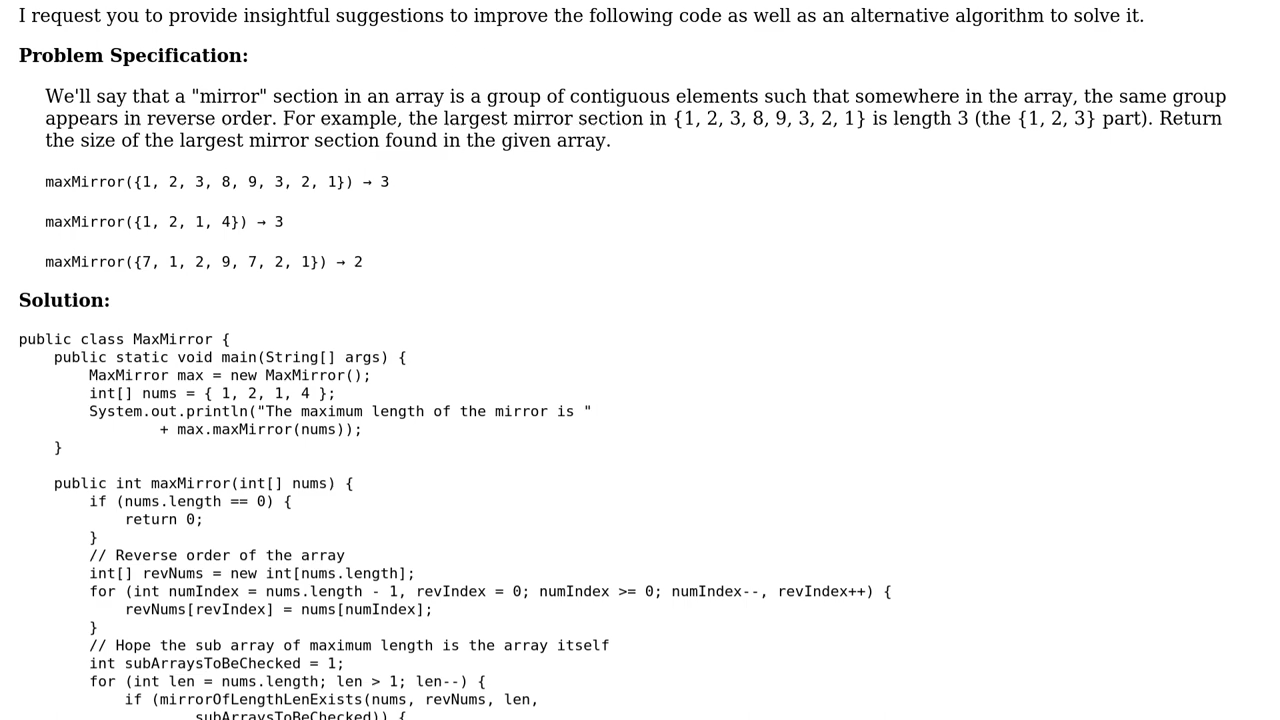 I request you to provide insightful suggestions to improve the following code as well as an alternative algorithm to solve it.
Problem Specification:
We'll say that a "mirror" section in an array is a group of contiguous elements such that somewhere in the array, the same group
appears in reverse order. For example, the largest mirror section in {1, 2, 3, 8, 9, 3, 2, 1} is length 3 (the {1, 2, 3} part). Return
the size of the largest mirror section found in the given array.
maxMirror({1, 2, 3, 8, 9, 3, 2, 1}) → 3
maxMirror({1, 2, 1, 4}) → 3
maxMirror({7, 1, 2, 9, 7, 2, 1}) → 2
Solution:
public class MaxMirror {
    public static void main(String[] args) {
        MaxMirror max = new MaxMirror();
        int[] nums = { 1, 2, 1, 4 };
        System.out.println("The maximum length of the mirror is "
                + max.maxMirror(nums));
    }
    public int maxMirror(int[] nums) {
        if (nums.length == 0) {
            return 0;
        }
        // Reverse order of the array
        int[] revNums = new int[nums.length];
        for (int numIndex = nums.length - 1, revIndex = 0; numIndex >= 0; numIndex--, revIndex++) {
            revNums[revIndex] = nums[numIndex];
        }
        // Hope the sub array of maximum length is the array itself
        int subArraysToBeChecked = 1;
        for (int len = nums.length; len > 1; len--) {
            if (mirrorOfLengthLenExists(nums, revNums, len,
                    subArraysToBeChecked)) {